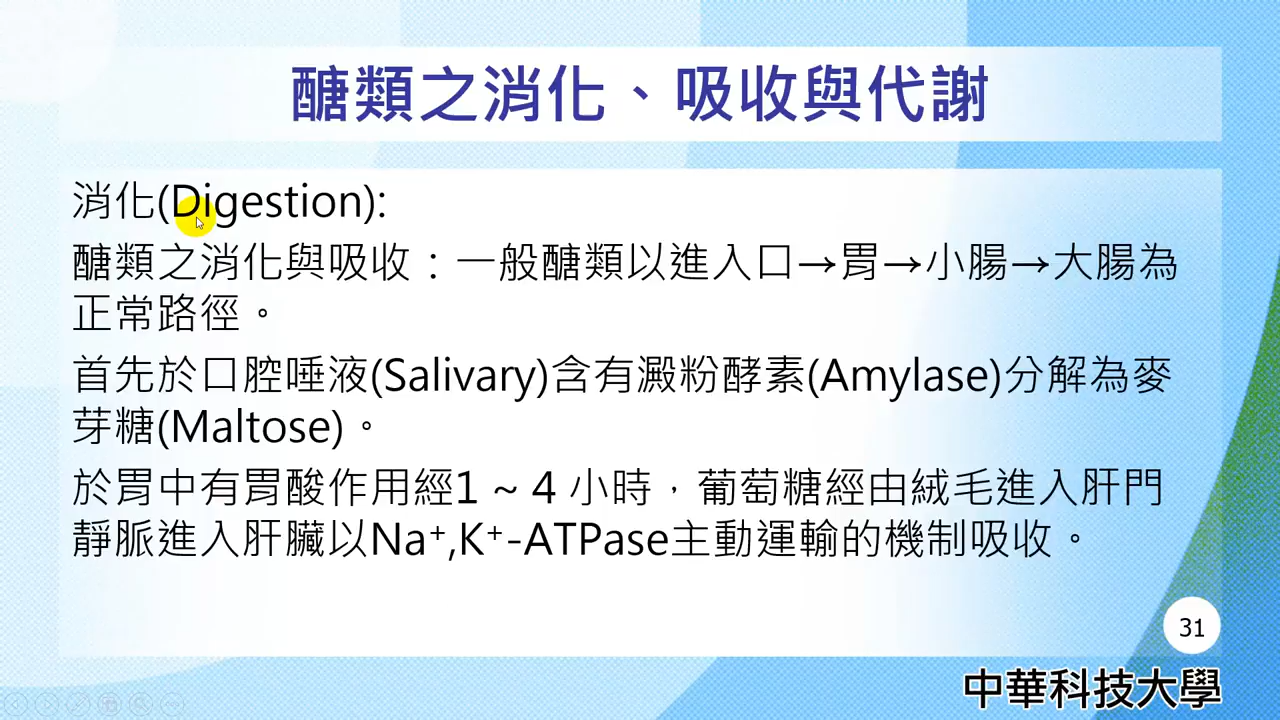 醣類之消化、吸收與代謝
消化(Digestion):
醣類之消化與吸收：一般醣類以進入口→胃→小腸→大腸為
正常路徑。
首先於口腔唾液(Salivary)含有澱粉酵素(Amylase)分解為麥
芽糖(Maltose)。
於胃中有胃酸作用經1 ~ 4 小時，葡萄糖經由絨毛進入肝門
靜脈進入肝臟以Na⁺,K⁺-ATPase主動運輸的機制吸收。
31
中華科技大學